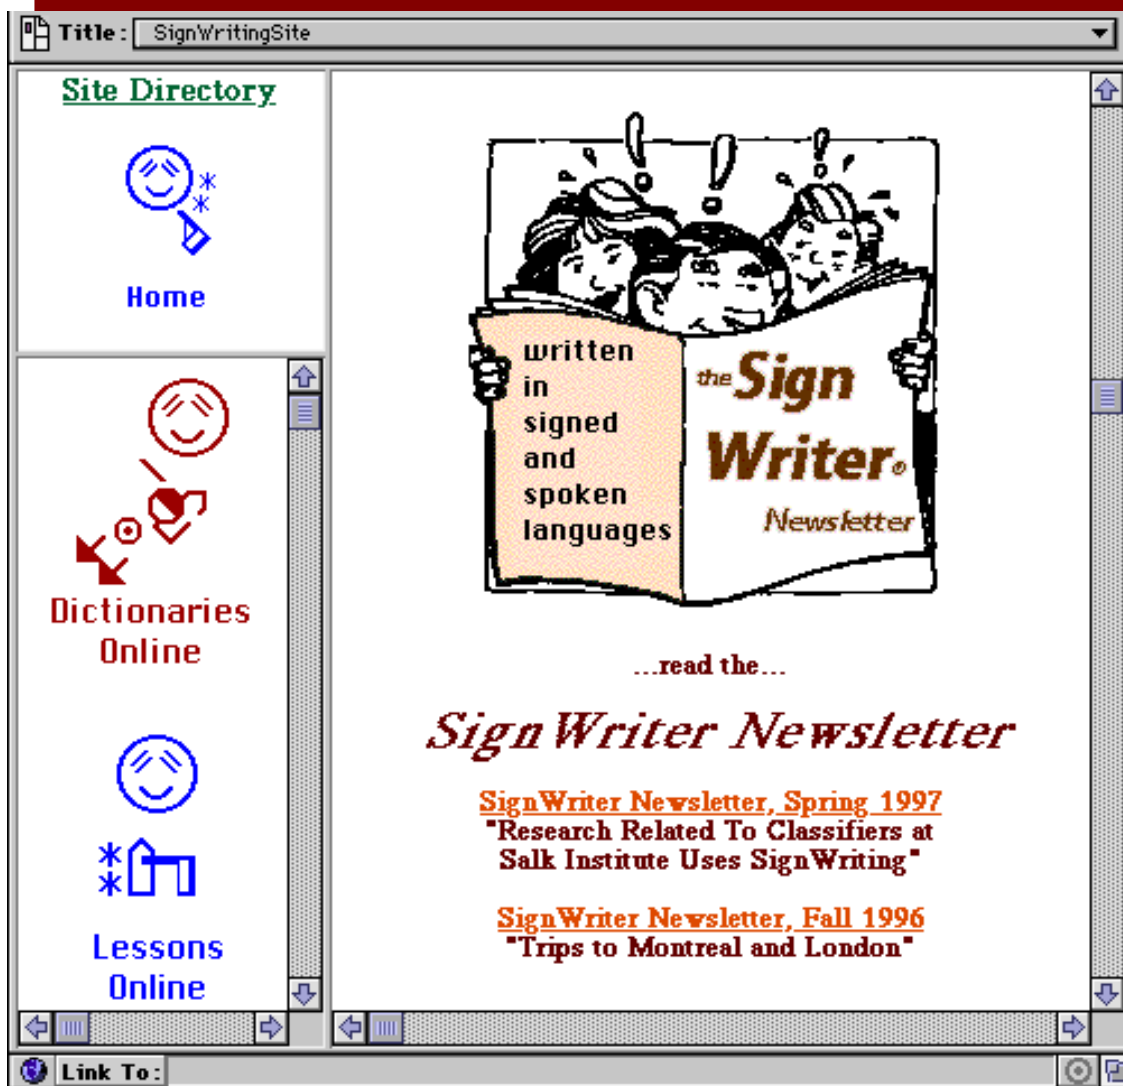 Title: SignWritingSite
Site Directory
Home
Dictionaries
Online
Lessons
Online
written
in
signed
and
spoken
languages
the Sign
Writer®
Newsletter
...read the...
SignWriter Newsletter
SignWriter Newsletter, Spring 1997
"Research Related To Classifiers at
Salk Institute Uses SignWriting"
SignWriter Newsletter, Fall 1996
"Trips to Montreal and London"
Link To: